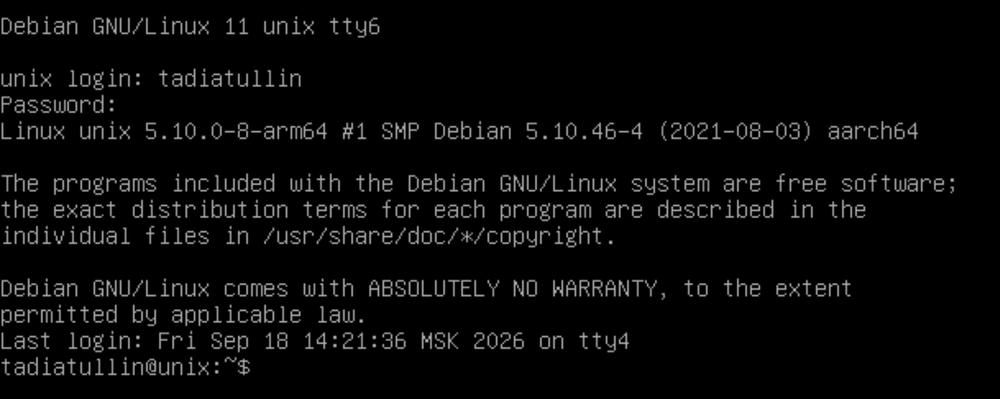 Debian GNU/Linux 11 unix tty6
unix login: tadiatullin
Password:
Linux unix 5.10.0-8-arm64 #1 SMP Debian 5.10.46-4 (2021-08-03) aarch64
The programs included with the Debian GNU/Linux system are free software;
the exact distribution terms for each program are described in the
individual files in /usr/share/doc/*/copyright.
Debian GNU/Linux comes with ABSOLUTELY NO WARRANTY, to the extent
permitted by applicable law.
Last login: Fri Sep 18 14:21:36 MSK 2026 on tty4
tadiatullin@unix:~$